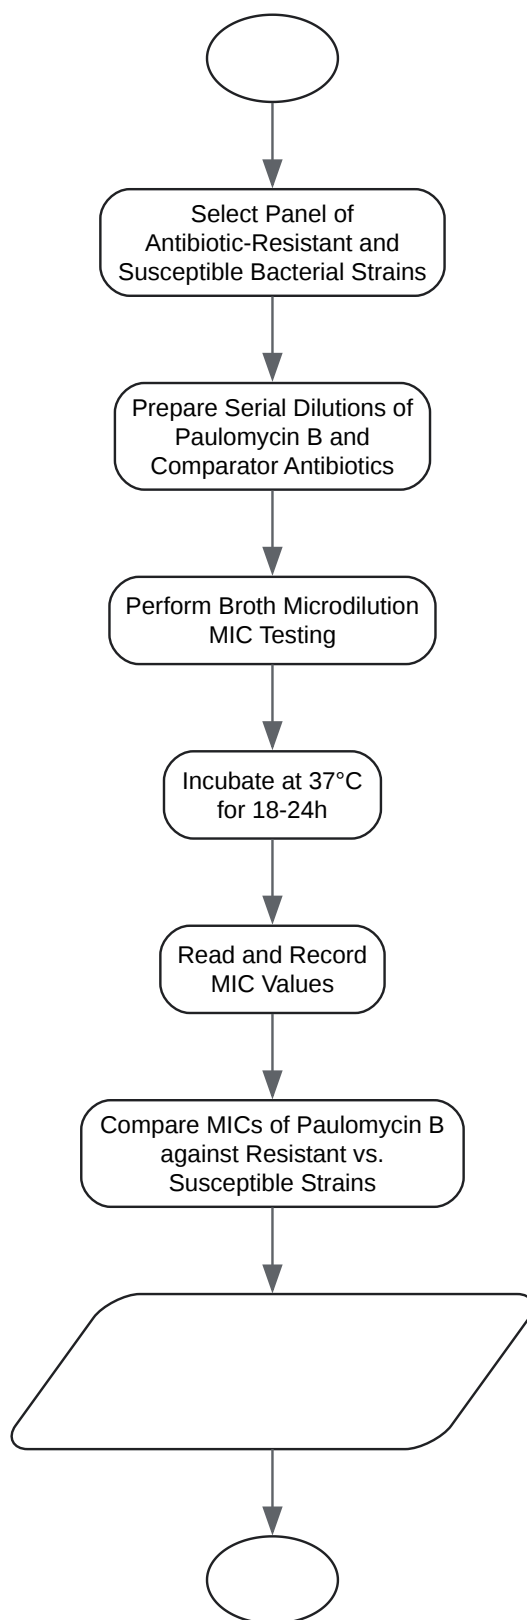 Select Panel of
Antibiotic-Resistant and
Susceptible Bacterial Strains
Prepare Serial Dilutions of
Paulomycin B and
Comparator Antibiotics
Perform Broth Microdilution
MIC Testing
Incubate at 37°C
for 18-24h
Read and Record
MIC Values
Compare MICs of Paulomycin B
against Resistant vs.
Susceptible Strains